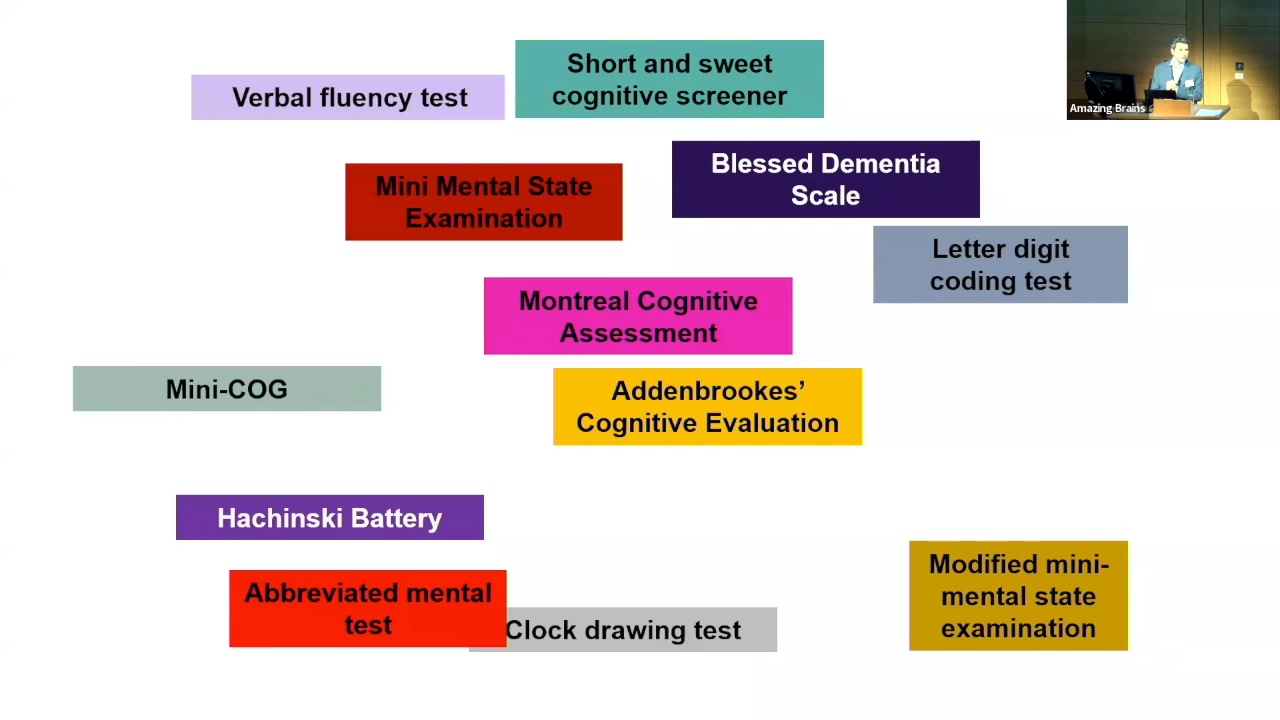 Verbal fluency test
Short and sweet
cognitive screener
Amazing Brains
Mini Mental State
Examination
Blessed Dementia
Scale
Letter digit
coding test
Montreal Cognitive
Assessment
Mini-COG
Addenbrookes’
Cognitive Evaluation
Hachinski Battery
Abbreviated mental
test
Clock drawing test
Modified mini-
mental state
examination